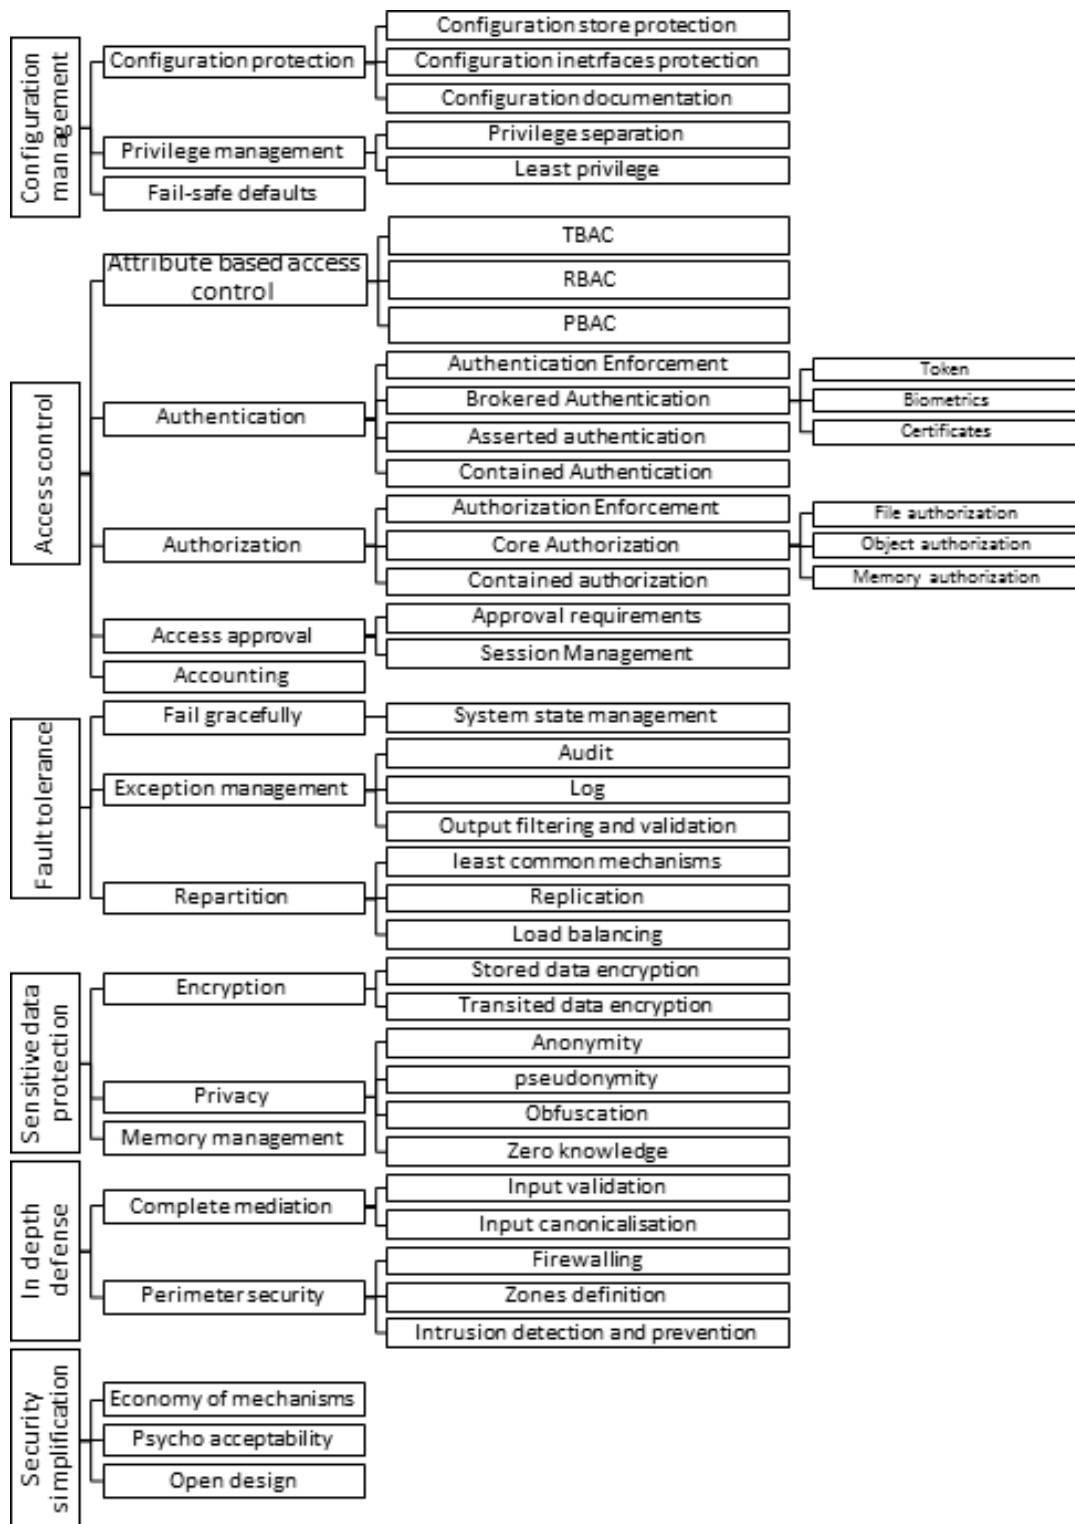 Configuration
management
Configuration protection
Configuration store protection
Configuration inetrfaces protection
Configuration documentation
Privilege management
Privilege separation
Least privilege
Fail-safe defaults
Access control
Attribute based access
control
TBAC
RBAC
PBAC
Authentication
Authentication Enforcement
Brokered Authentication
Token
Biometrics
Certificates
Asserted authentication
Contained Authentication
Authorization
Authorization Enforcement
Core Authorization
File authorization
Object authorization
Memory authorization
Contained authorization
Access approval
Approval requirements
Session Management
Accounting
Fault tolerance
Fail gracefully
System state management
Exception management
Audit
Log
Output filtering and validation
Repartition
least common mechanisms
Replication
Load balancing
Sensitive data
protection
Encryption
Stored data encryption
Transited data encryption
Privacy
Anonymity
pseudonymity
Obfuscation
Zero knowledge
Memory management
In depth
defense
Complete mediation
Input validation
Input canonicalisation
Perimeter security
Firewalling
Zones definition
Intrusion detection and prevention
Security
simplification
Economy of mechanisms
Psycho acceptability
Open design